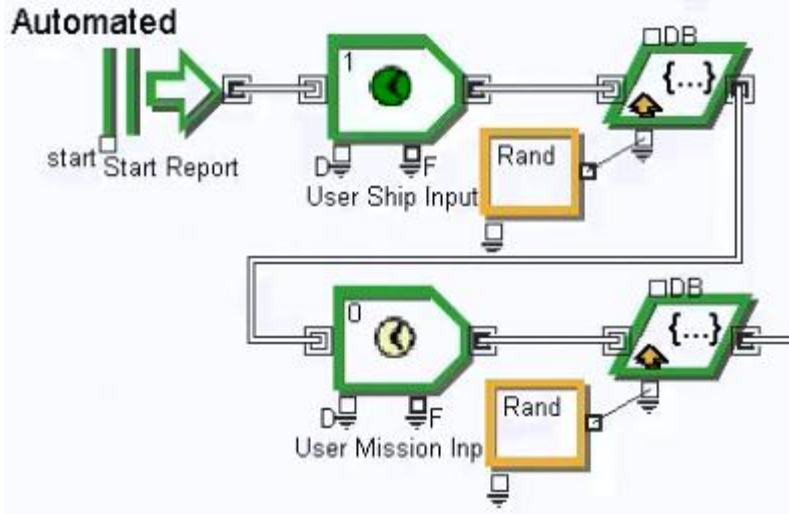 Automated
DB
1
{...}
Rand
start
Start Report
D
F
User Ship Input
DB
0
{...}
Rand
D
F
User Mission Inp